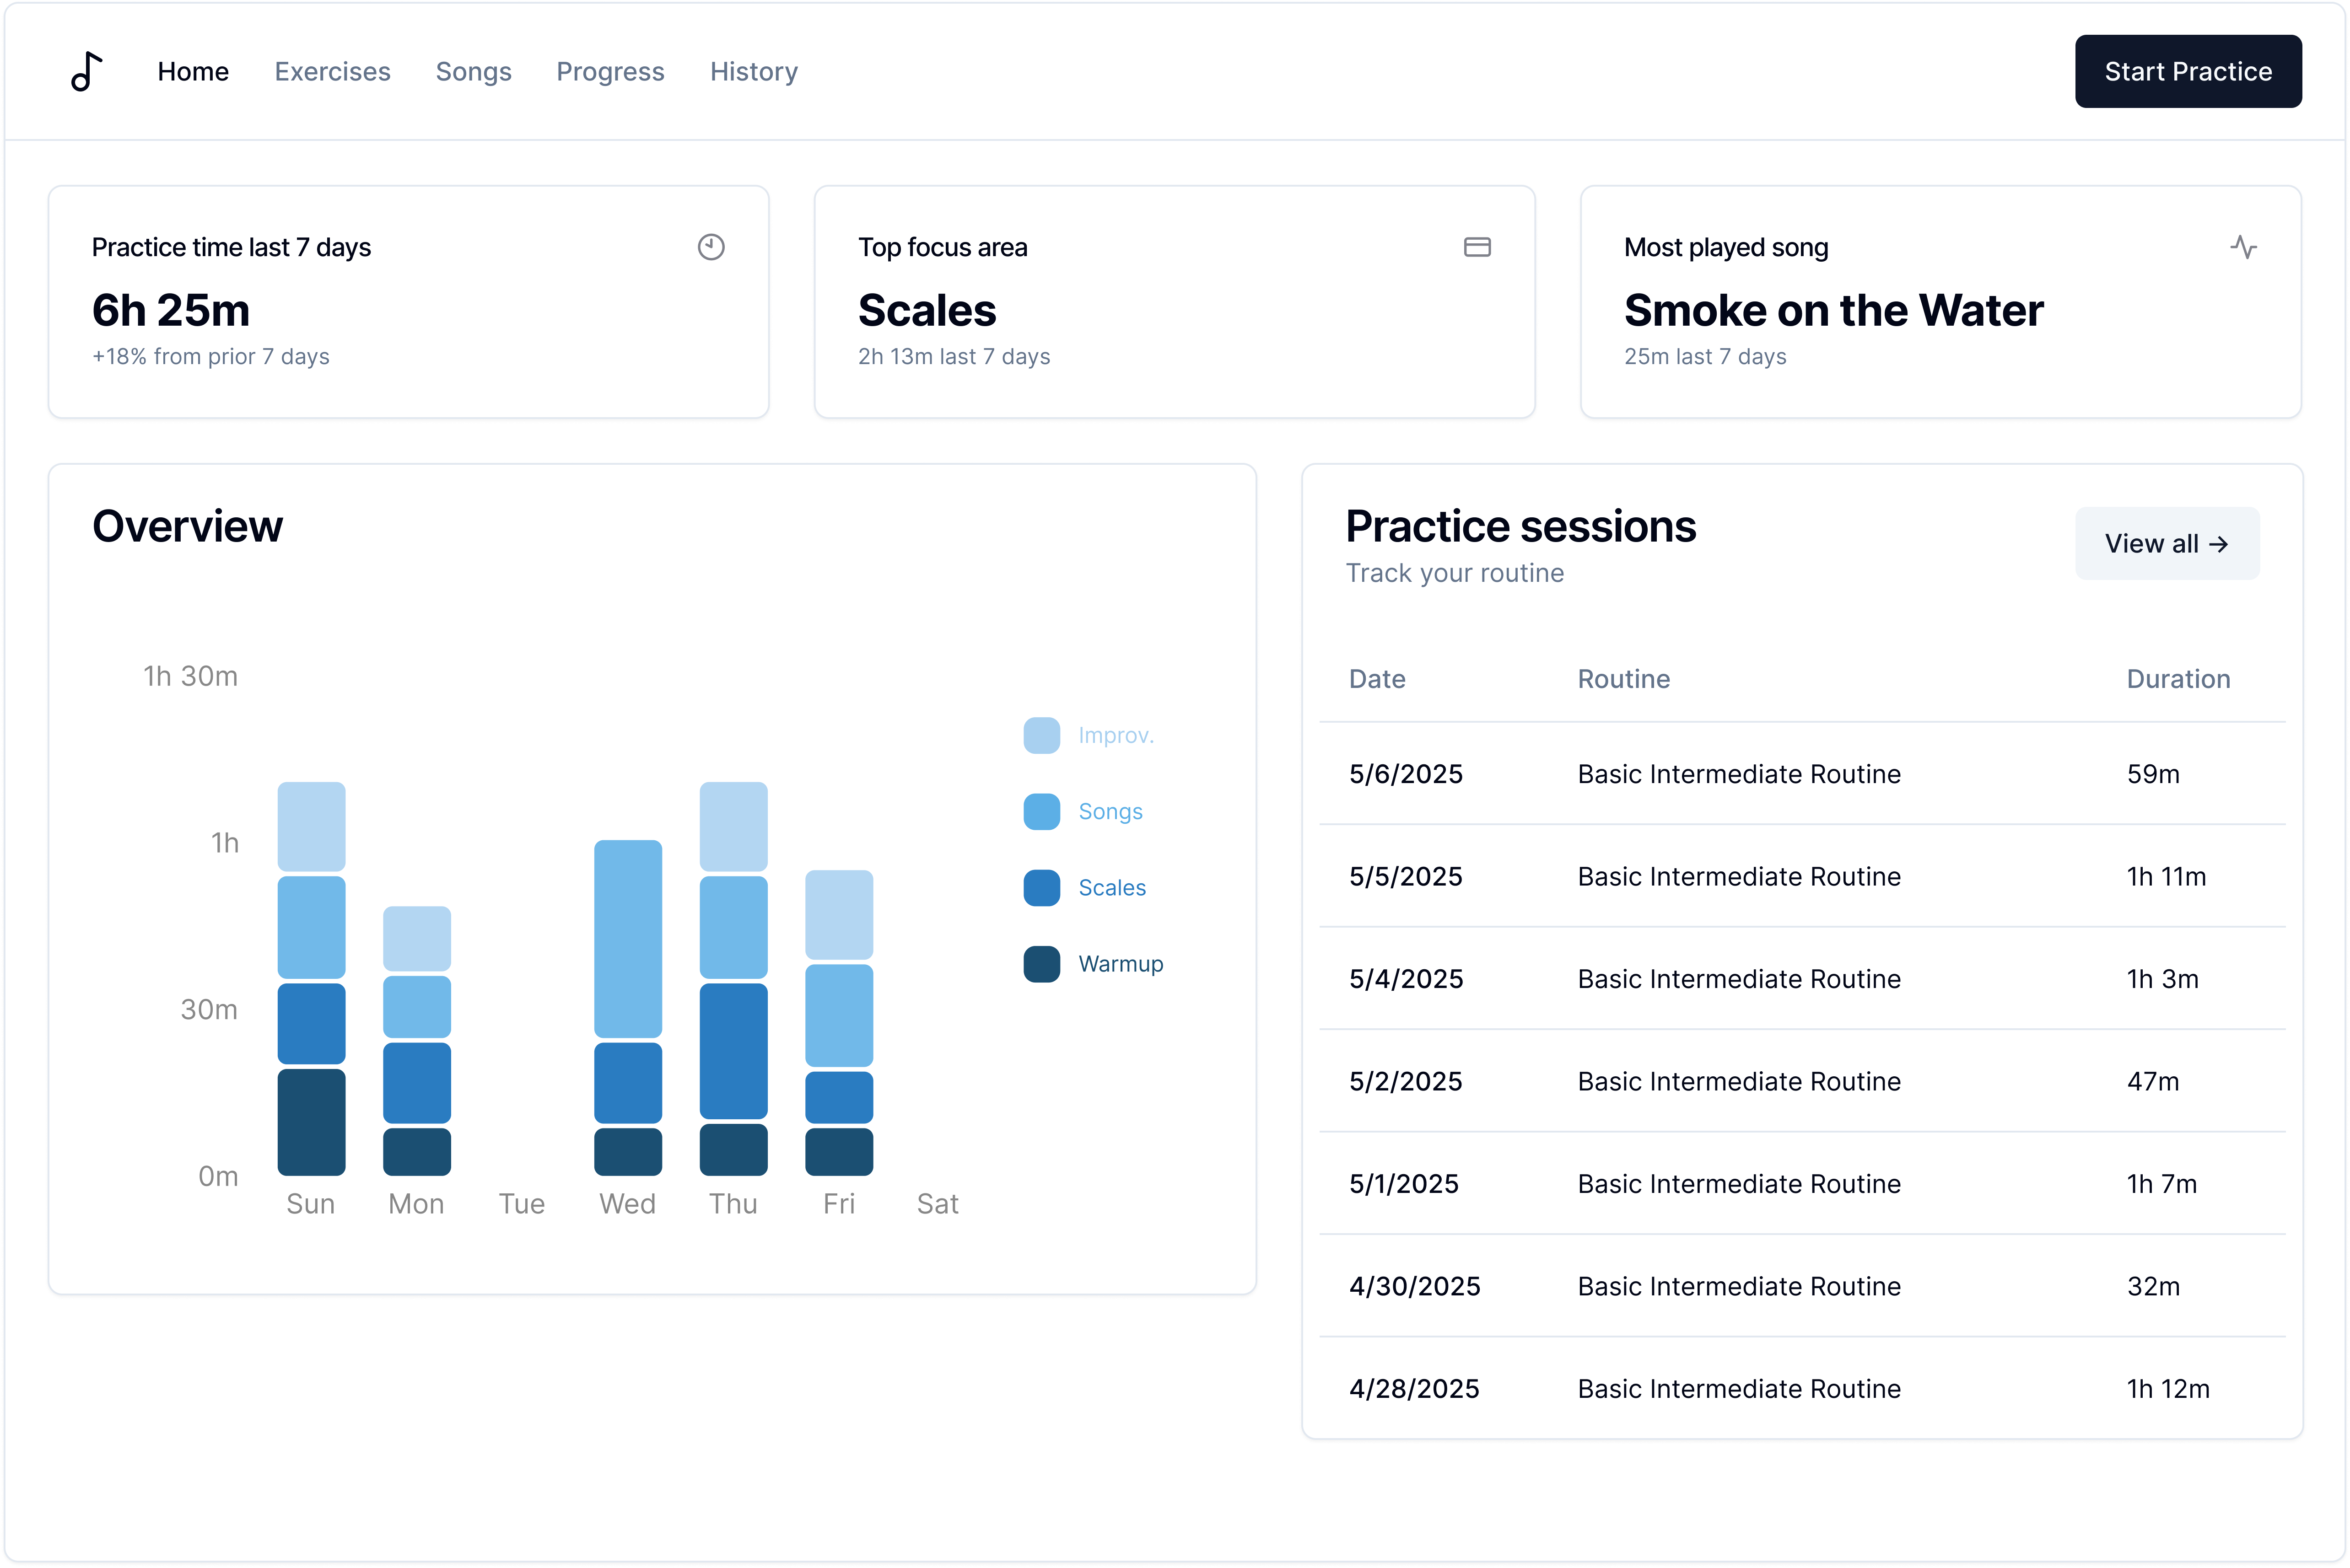 Home Exercises Songs Progress History Start Practice
Practice time last 7 days
6h 25m
+18% from prior 7 days
Top focus area
Scales
2h 13m last 7 days
Most played song
Smoke on the Water
25m last 7 days
Overview
1h 30m
1h
30m
0m
Sun Mon Tue Wed Thu Fri Sat
Improv.
Songs
Scales
Warmup
Practice sessions
Track your routine
View all →
Date Routine Duration
5/6/2025 Basic Intermediate Routine 59m
5/5/2025 Basic Intermediate Routine 1h 11m
5/4/2025 Basic Intermediate Routine 1h 3m
5/2/2025 Basic Intermediate Routine 47m
5/1/2025 Basic Intermediate Routine 1h 7m
4/30/2025 Basic Intermediate Routine 32m
4/28/2025 Basic Intermediate Routine 1h 12m